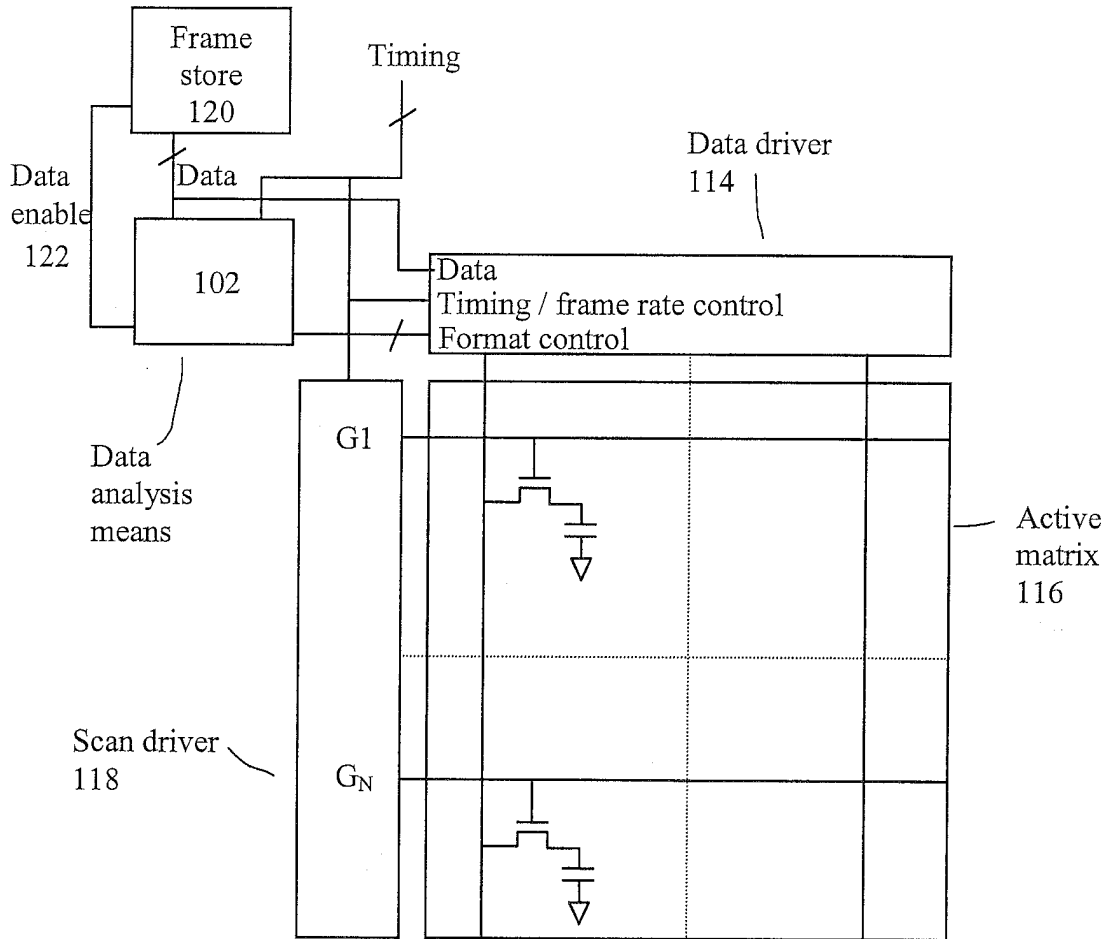 Frame
store
120
Timing
Data driver
114
Data
enable
122
Data
102
Data
Timing / frame rate control
Format control
G1
Data
analysis
means
Active
matrix
116
Scan driver
118
GN